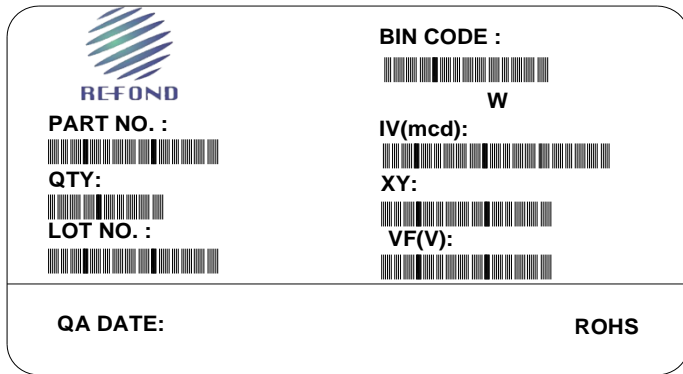 REFOND
PART NO. :
QTY:
LOT NO. :
BIN CODE :
W
IV(mcd):
XY:
VF(V):
QA DATE:
ROHS